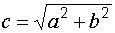 c = √(a² + b²)